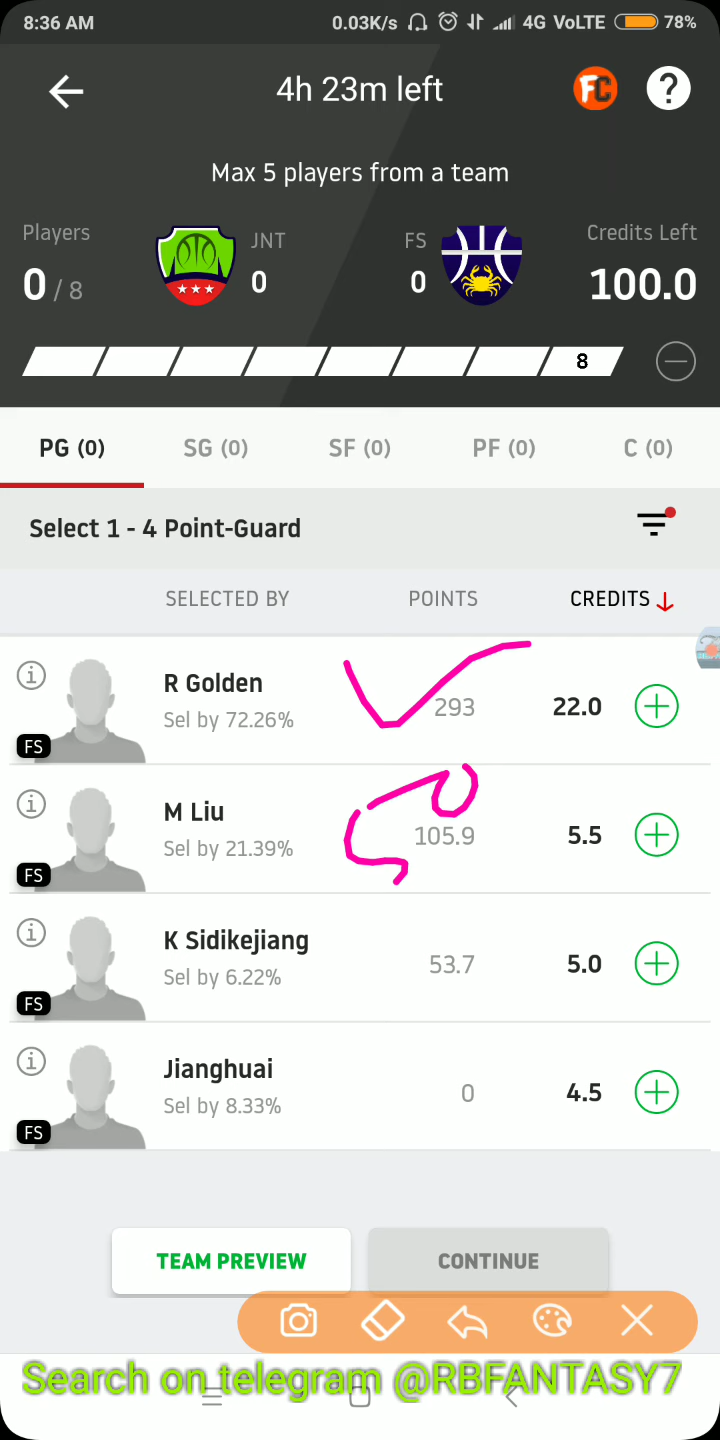 8:36 AM 0.03K/s 4G VoLTE 78%
4h 23m left FC ?
Max 5 players from a team
Players JNT FS Credits Left
0 / 8 0 0 100.0
8
PG (0) SG (0) SF (0) PF (0) C (0)
Select 1 - 4 Point-Guard
SELECTED BY POINTS CREDITS
R Golden
Sel by 72.26% 293 22.0
FS
M Liu
Sel by 21.39% 105.9 5.5
FS
K Sidikejiang
Sel by 6.22% 53.7 5.0
FS
Jianghuai
Sel by 8.33% 0 4.5
FS
TEAM PREVIEW CONTINUE
Search on telegram @RBFANTASY7